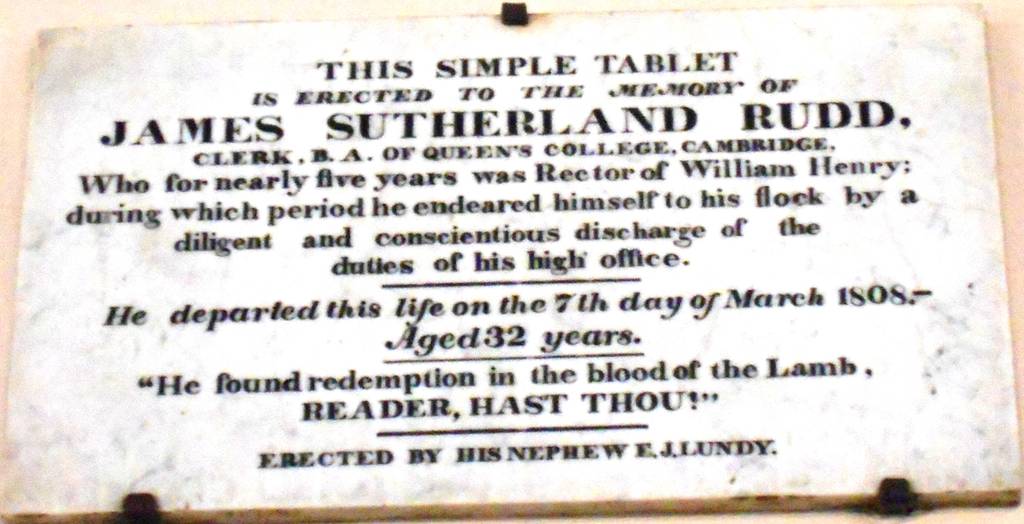 THIS SIMPLE TABLET
IS ERECTED TO THE MEMORY OF
JAMES SUTHERLAND RUDD,
CLERK, B.A. OF QUEEN'S COLLEGE, CAMBRIDGE,
Who for nearly five years was Rector of William Henry;
during which period he endeared himself to his flock by a
diligent and conscientious discharge of the
duties of his high office.
He departed this life on the 7th day of March 1808.-
Aged 32 years.
"He found redemption in the blood of the Lamb,
READER, HAST THOU!"
ERECTED BY HIS NEPHEW E.J.LUNDY.